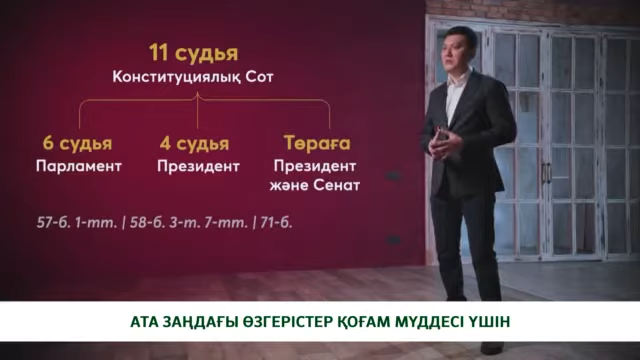 11 судья
Конституциялық Сот
6 судья
Парламент
4 судья
Президент
Төраға
Президент
және Сенат
57-б. 1-тт. | 58-б. 3-т. 7-тт. | 71-б.
АТА ЗАҢДАҒЫ ӨЗГЕРІСТЕР ҚОҒАМ МҮДДЕСІ ҮШІН